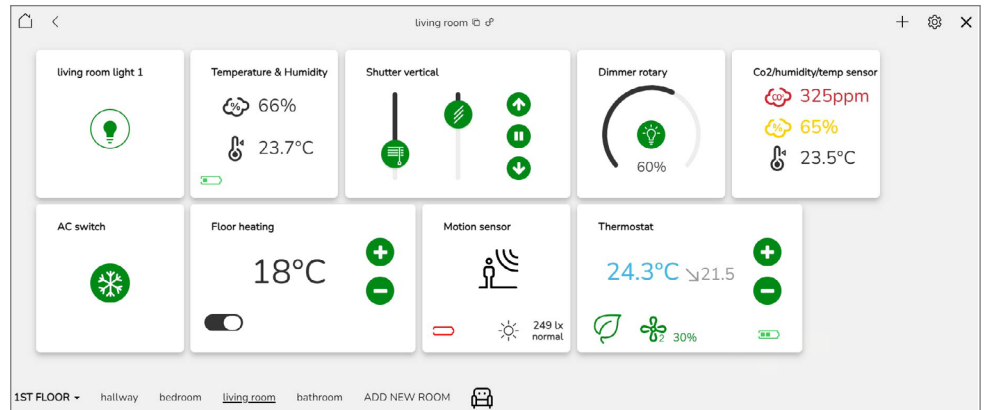 living room
living room light 1
Temperature & Humidity
% 66%
23.7°C
Shutter vertical
Dimmer rotary
60%
Co2/humidity/temp sensor
CO² 325ppm
% 65%
23.5°C
AC switch
Floor heating
18°C
Motion sensor
249 lx
normal
Thermostat
24.3°C 21.5
2 30%
1ST FLOOR hallway bedroom living room bathroom ADD NEW ROOM